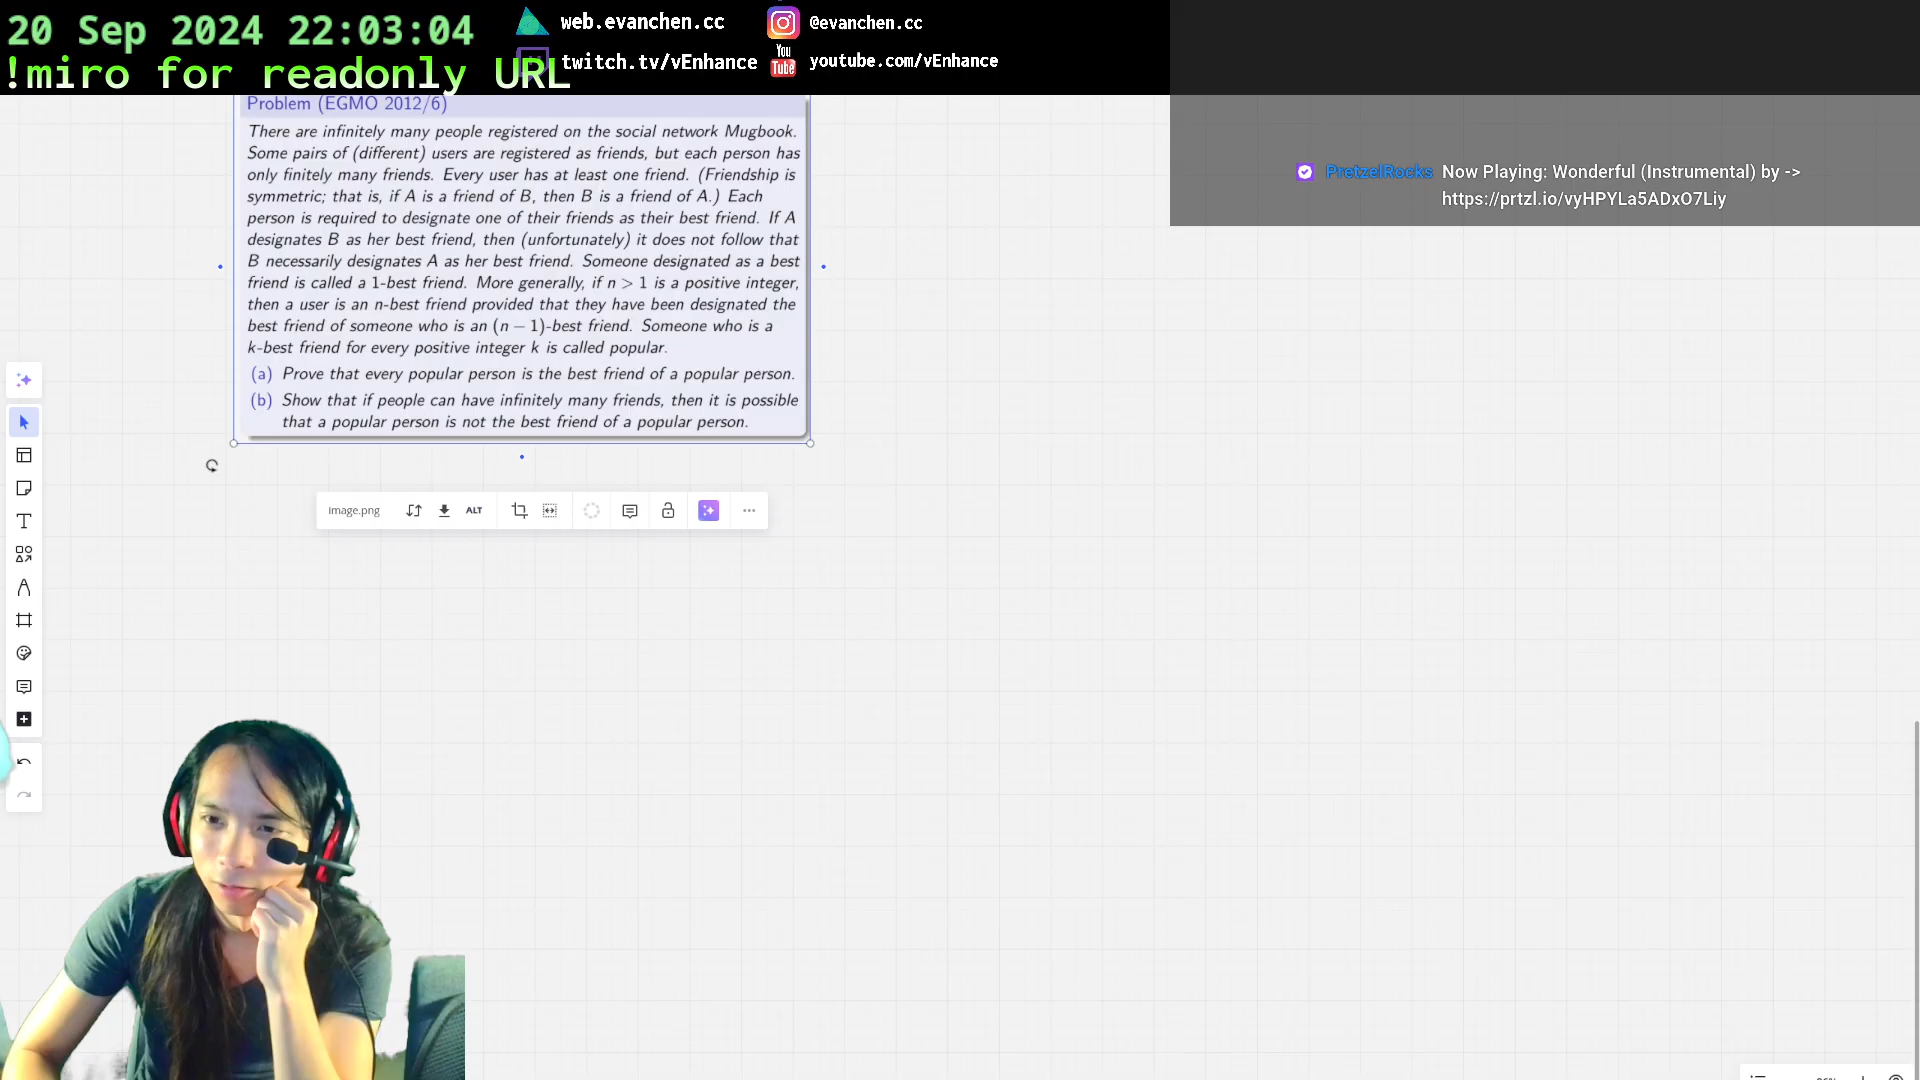 20 Sep 2024 22:03:04
!miro for readonly URL
web.evanchen.cc
@evanchen.cc
twitch.tv/vEnhance
You
Tube
youtube.com/vEnhance
PretzelRocks Now Playing: Wonderful (Instrumental) by ->
https://prtzl.io/vyHPYLa5ADxO7Liy
Problem (EGMO 2012/6)
There are infinitely many people registered on the social network Mugbook.
Some pairs of (different) users are registered as friends, but each person has
only finitely many friends. Every user has at least one friend. (Friendship is
symmetric; that is, if A is a friend of B, then B is a friend of A.) Each
person is required to designate one of their friends as their best friend. If A
designates B as her best friend, then (unfortunately) it does not follow that
B necessarily designates A as her best friend. Someone designated as a best
friend is called a 1-best friend. More generally, if n > 1 is a positive integer,
then a user is an n-best friend provided that they have been designated the
best friend of someone who is an (n − 1)-best friend. Someone who is a
k-best friend for every positive integer k is called popular.
(a) Prove that every popular person is the best friend of a popular person.
(b) Show that if people can have infinitely many friends, then it is possible
that a popular person is not the best friend of a popular person.
image.png
ALT